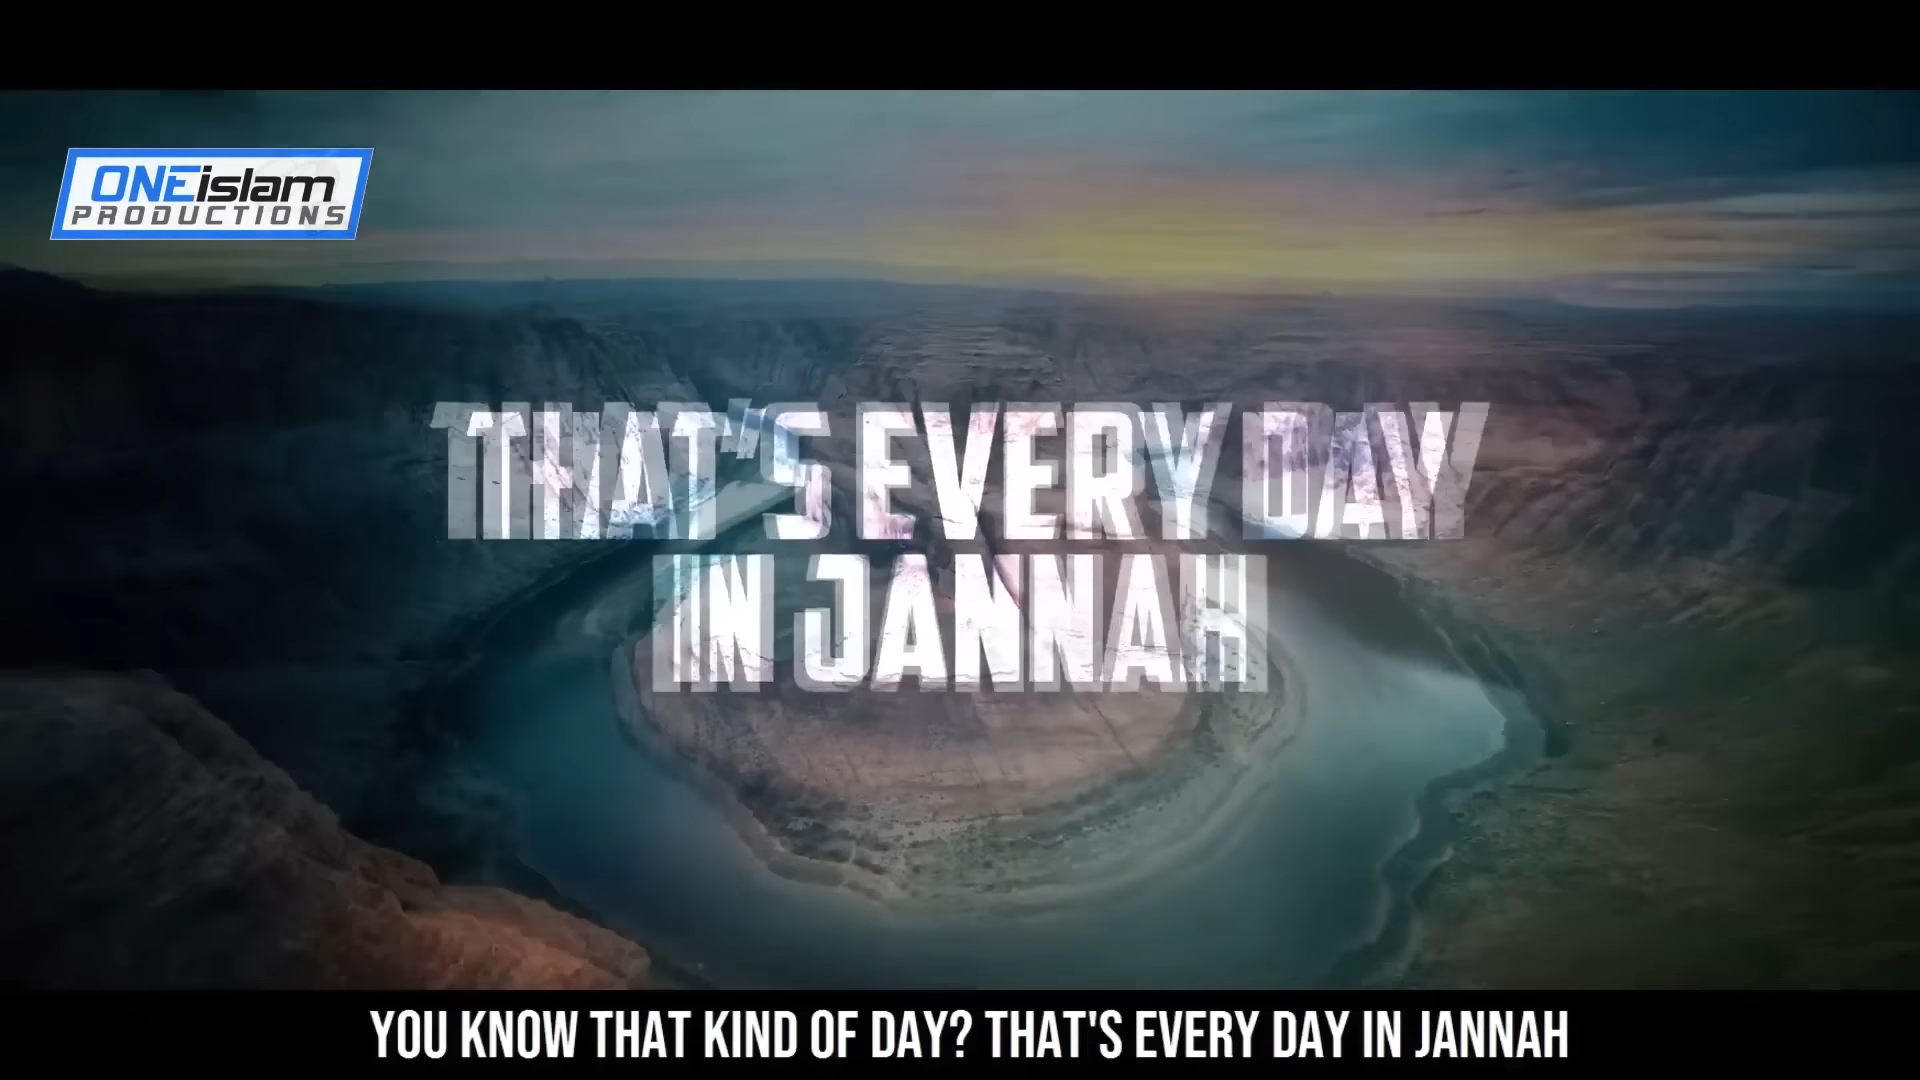 ONEislam
PRODUCTIONS
THAT'S EVERY DAY
IN JANNAH
YOU KNOW THAT KIND OF DAY? THAT'S EVERY DAY IN JANNAH